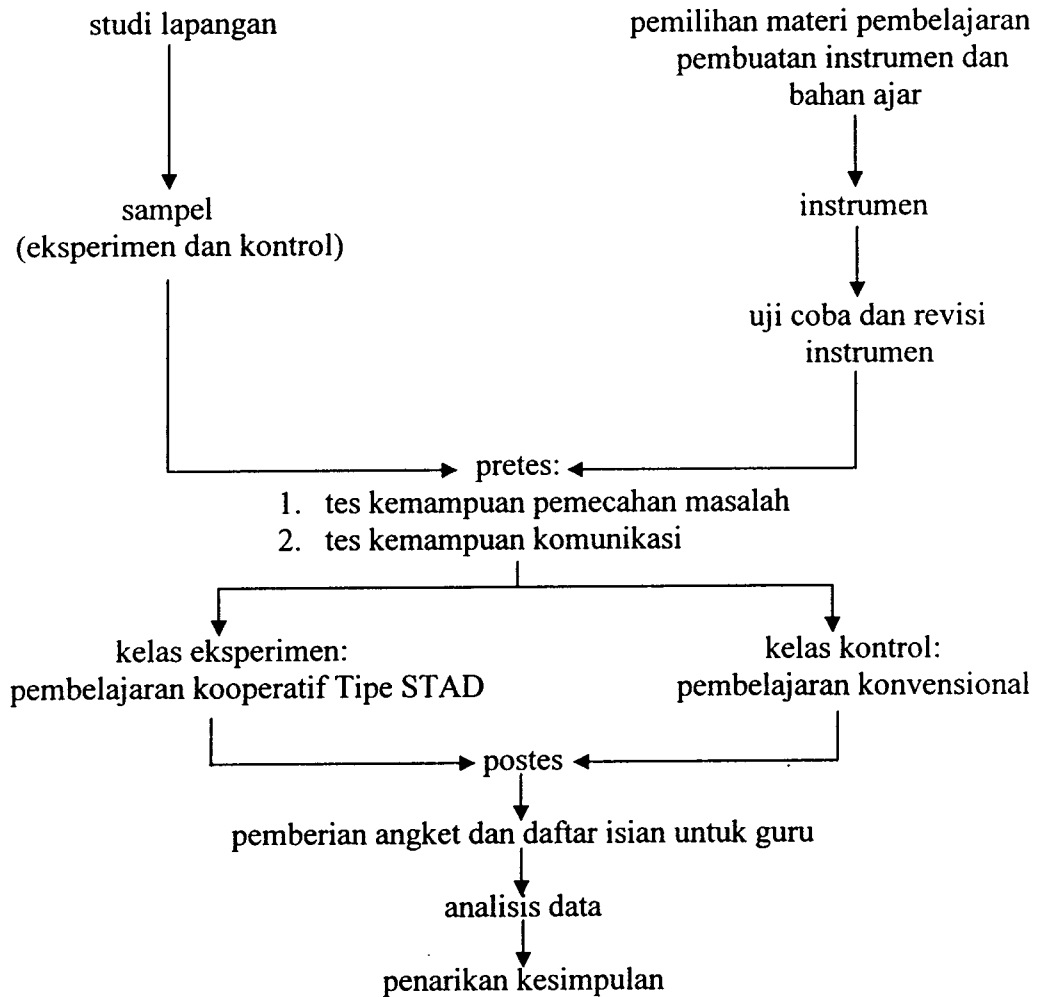 studi lapangan
pemilihan materi pembelajaran
pembuatan instrumen dan
bahan ajar
sampel
(eksperimen dan kontrol)
instrumen
uji coba dan revisi
instrumen
pretes:
1. tes kemampuan pemecahan masalah
2. tes kemampuan komunikasi
kelas eksperimen:
pembelajaran kooperatif Tipe STAD
kelas kontrol:
pembelajaran konvensional
postes
pemberian angket dan daftar isian untuk guru
analisis data
penarikan kesimpulan